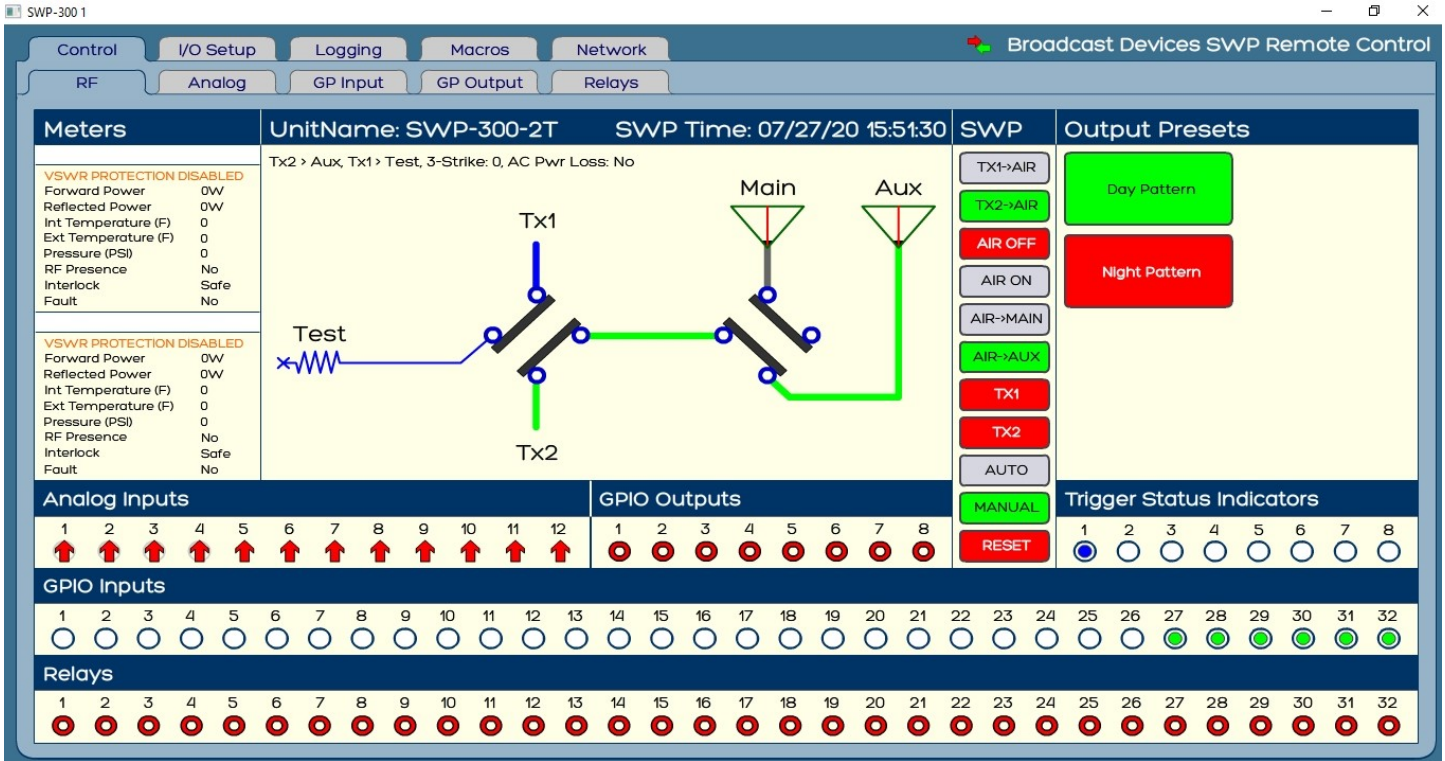 SWP-300 1
Control I/O Setup Logging Macros Network
Broadcast Devices SWP Remote Control
RF Analog GP Input GP Output Relays
Meters
VSWR PROTECTION DISABLED
Forward Power 0W
Reflected Power 0W
Int Temperature (F) 0
Ext Temperature (F) 0
Pressure (PSI) 0
RF Presence No
Interlock Safe
Fault No
VSWR PROTECTION DISABLED
Forward Power 0W
Reflected Power 0W
Int Temperature (F) 0
Ext Temperature (F) 0
Pressure (PSI) 0
RF Presence No
Interlock Safe
Fault No
UnitName: SWP-300-2T SWP Time: 07/27/20 15:51:30
Tx2 > Aux, Tx1 > Test, 3-Strike: 0, AC Pwr Loss: No
Main Aux
Tx1
Test
Tx2
SWP
TX1->AIR
TX2->AIR
AIR OFF
AIR ON
AIR->MAIN
AIR->AUX
TX1
TX2
AUTO
MANUAL
RESET
Output Presets
Day Pattern
Night Pattern
Analog Inputs
1 2 3 4 5 6 7 8 9 10 11 12
GPIO Outputs
1 2 3 4 5 6 7 8
Trigger Status Indicators
1 2 3 4 5 6 7 8
GPIO Inputs
1 2 3 4 5 6 7 8 9 10 11 12 13 14 15 16 17 18 19 20 21 22 23 24 25 26 27 28 29 30 31 32
Relays
1 2 3 4 5 6 7 8 9 10 11 12 13 14 15 16 17 18 19 20 21 22 23 24 25 26 27 28 29 30 31 32